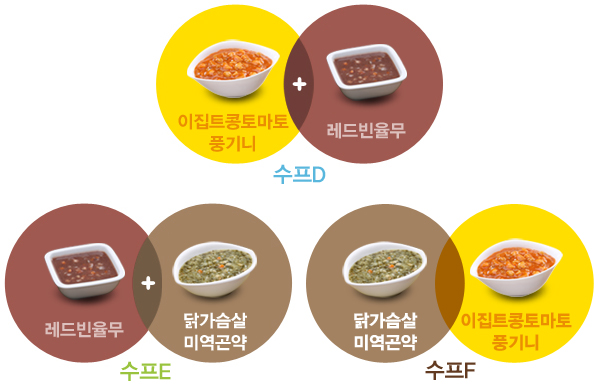 +
이집트콩토마토
풍기니
레드빈율무
수프D
+
레드빈율무
닭가슴살
미역곤약
수프E
닭가슴살
미역곤약
이집트콩토마토
풍기니
수프F